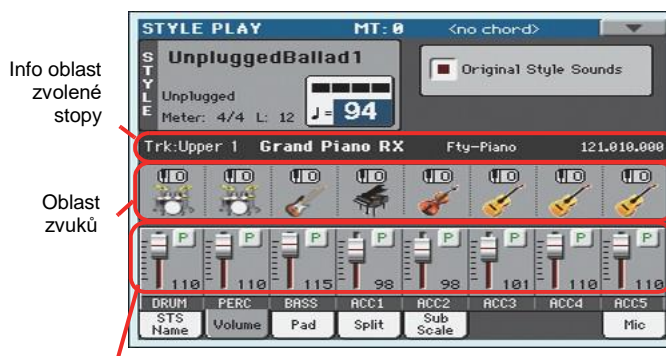 STYLE PLAY MT: 0 <no chord>
STYLE
UnpluggedBallad1
Original Style Sounds
Unplugged
Meter: 4/4 L: 12 ♩= 94
Info oblast
zvolené
stopy
Trk:Upper 1 Grand Piano RX Fty-Piano 121.010.000
Oblast
zvuků
P P P P P P P P
110 110 115 98 98 101 110 110
DRUM PERC BASS ACC1 ACC2 ACC3 ACC4 ACC5
STS Name Volume Pad Split Sub Scale Mic